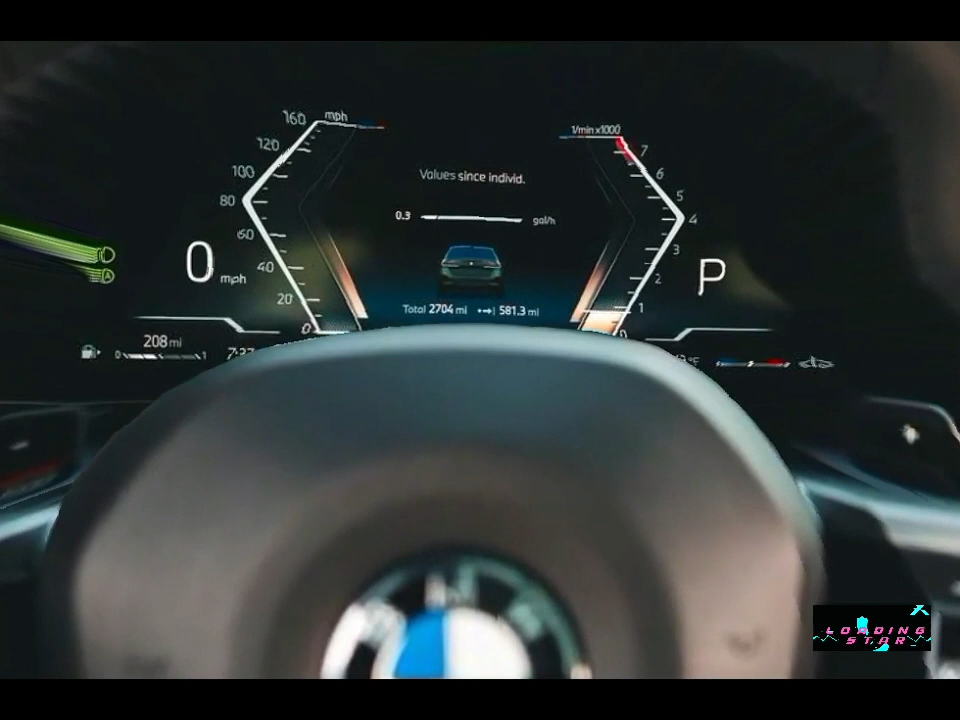 160 mph
120
100
80
60
40
20
0
0 mph
1/min x1000
7
6
5
4
3
2
1
0
P
Values since individ.
0.3 gal/h
Total 2704 mi 581.3 mi
208 mi
0 1
°F
A
LOADING
STAR